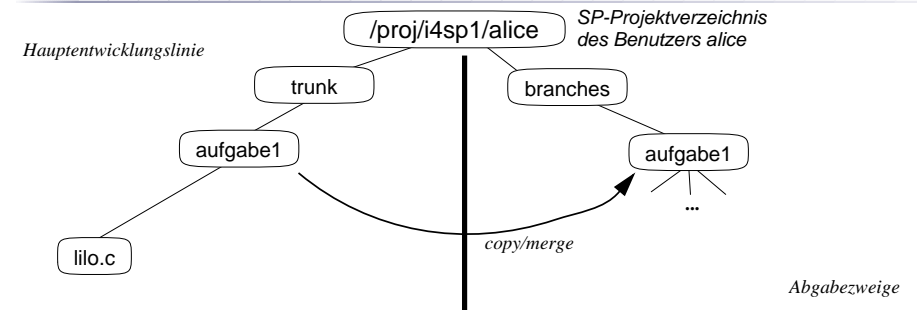 /proj/i4sp1/alice
SP-Projektverzeichnis
des Benutzers alice
Hauptentwicklungslinie
trunk
branches
aufgabe1
aufgabe1
...
copy/merge
lilo.c
Abgabezweige